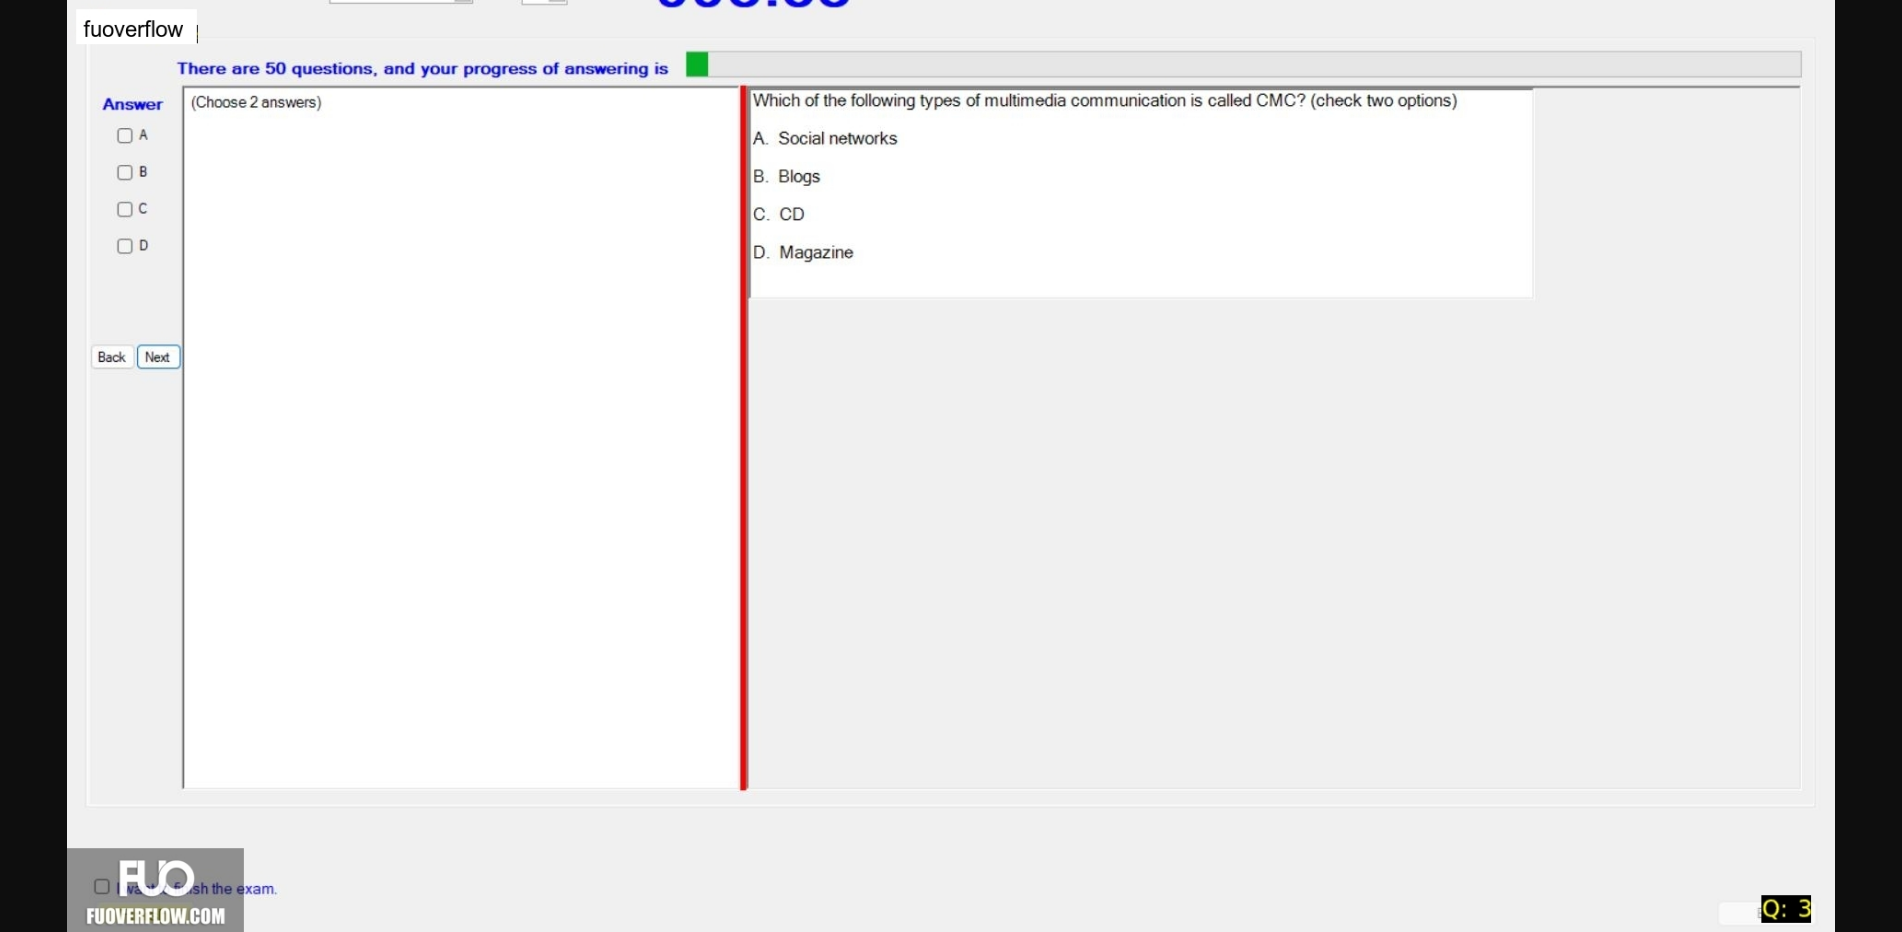 fuoverflow
There are 50 questions, and your progress of answering is
Answer
(Choose 2 answers)
A
B
C
D
Back Next
Which of the following types of multimedia communication is called CMC? (check two options)
A. Social networks
B. Blogs
C. CD
D. Magazine
FUO
finish the exam.
FUOVERFLOW.COM
Q: 3